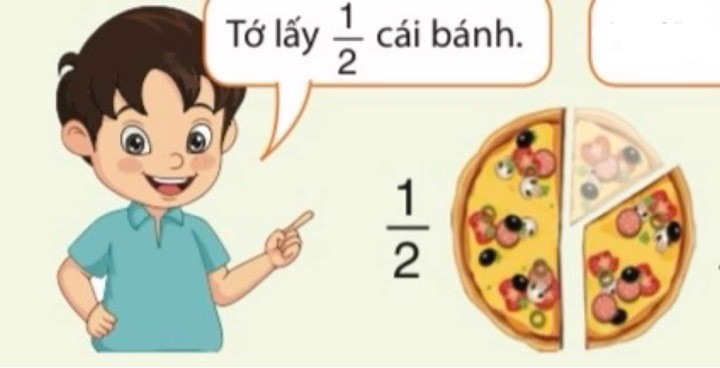 Tớ lấy 1/2 cái bánh.
1/2